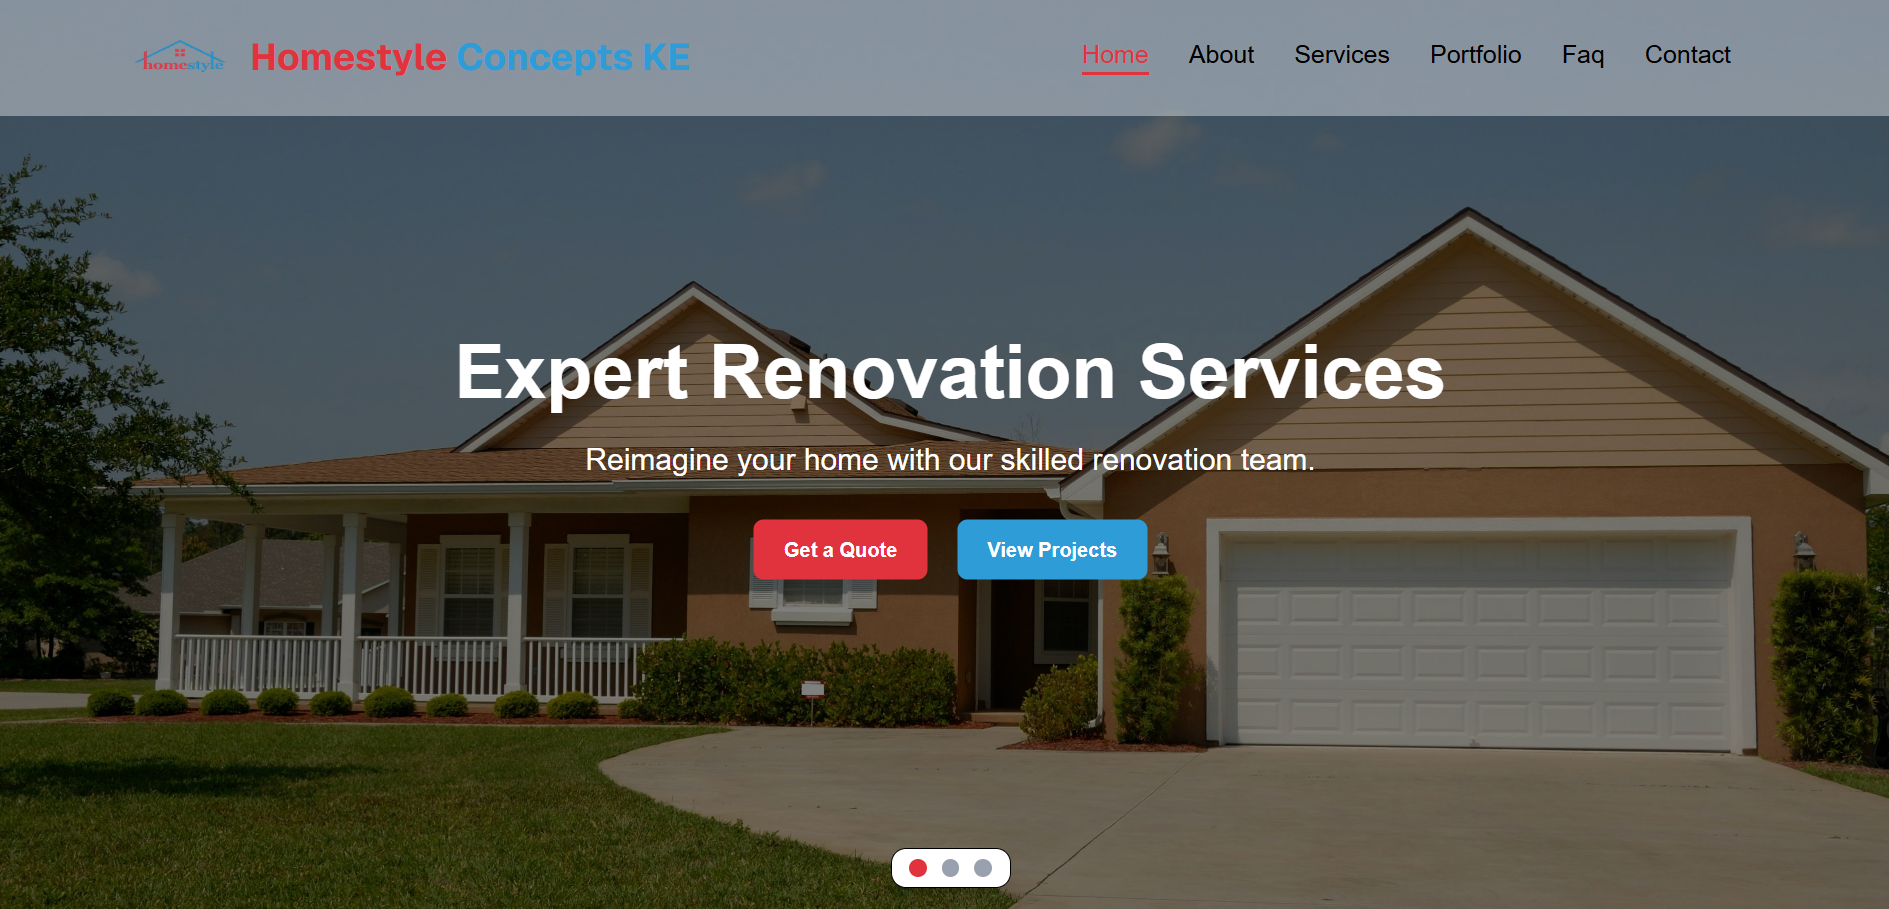 homestyle
Homestyle Concepts KE
Home About Services Portfolio Faq Contact
Expert Renovation Services
Reimagine your home with our skilled renovation team.
Get a Quote View Projects